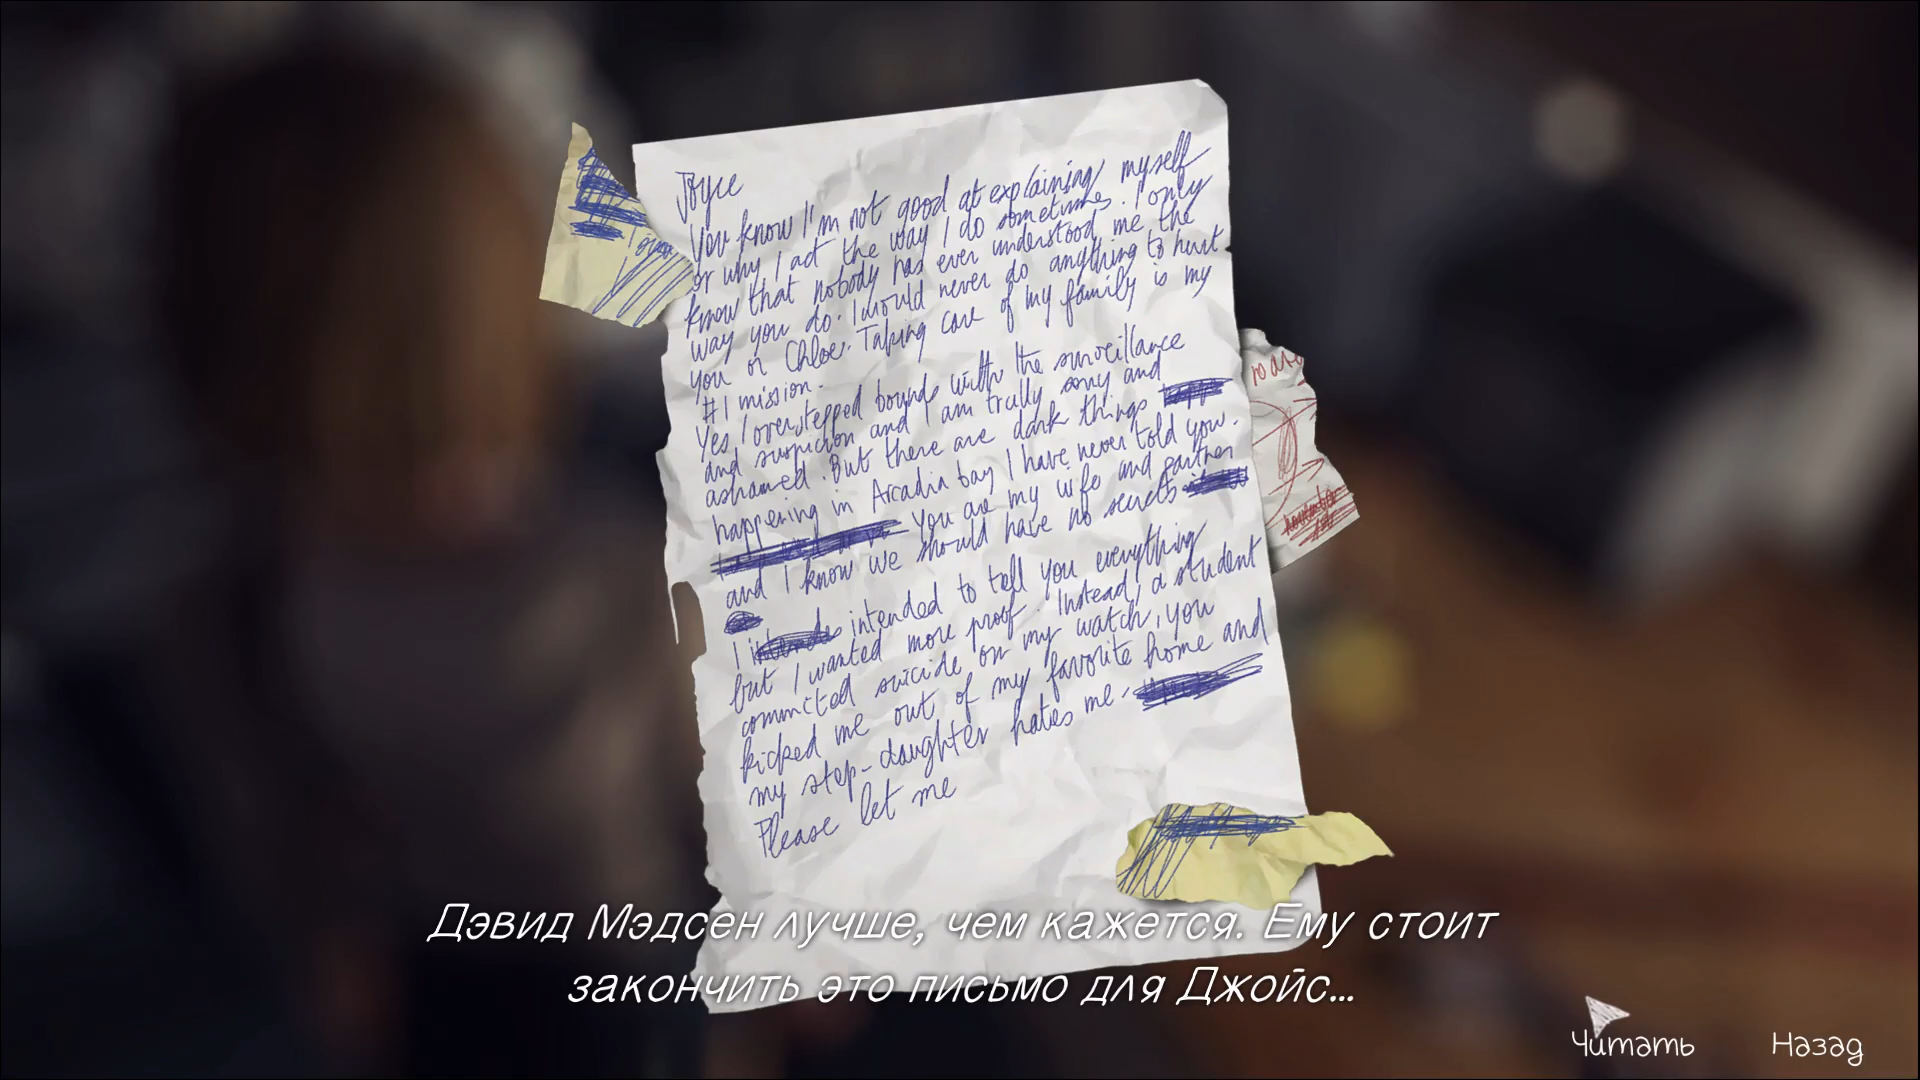 Joyce
You know I'm not good at explaining myself
or why I act the way I do sometimes. I only
know that nobody has ever understood me the
way you do. I would never do anything to hurt
you or Chloe. Taking care of my family is my
#1 mission.
Yes I overstepped bounds with the surveillance
and suspicion and I am trully sorry and
ashamed. But there are dark things
happening in Arcadia bay I have never told you.
You are my wife and partner
and I know we should have no secrets
I intended to tell you everything
but I wanted more proof. Instead, a student
committed suicide on my watch, you
kicked me out of my favorite home and
my step-daughter hates me.
Please let me
Дэвид Мэдсен лучше, чем кажется. Ему стоит
закончить это письмо для Джойс...
Читать Назад